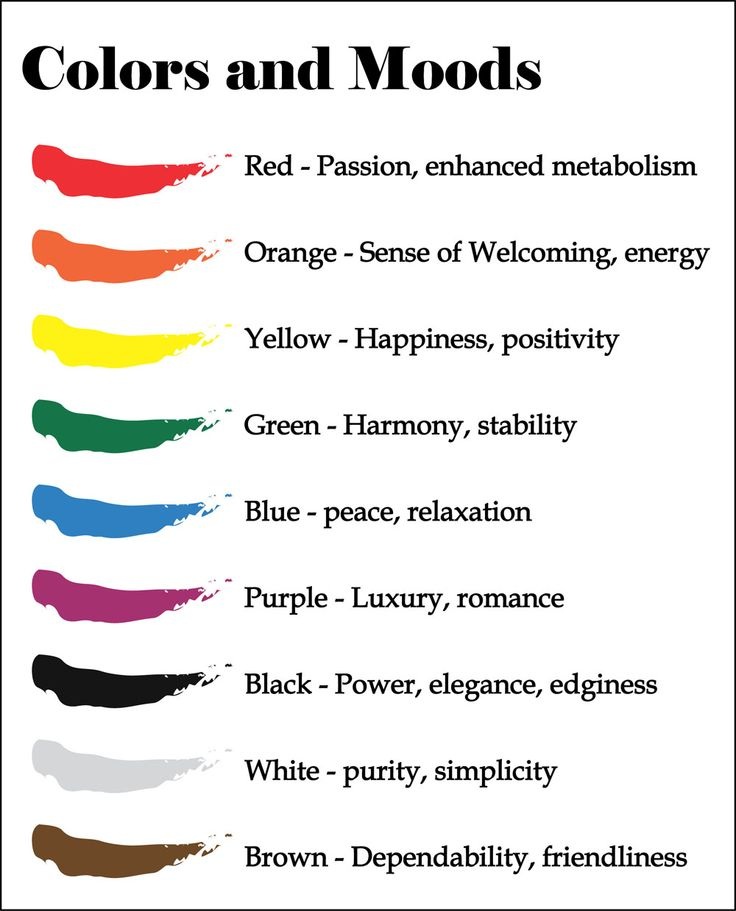 Colors and Moods
Red - Passion, enhanced metabolism
Orange - Sense of Welcoming, energy
Yellow - Happiness, positivity
Green - Harmony, stability
Blue - peace, relaxation
Purple - Luxury, romance
Black - Power, elegance, edginess
White - purity, simplicity
Brown - Dependability, friendliness